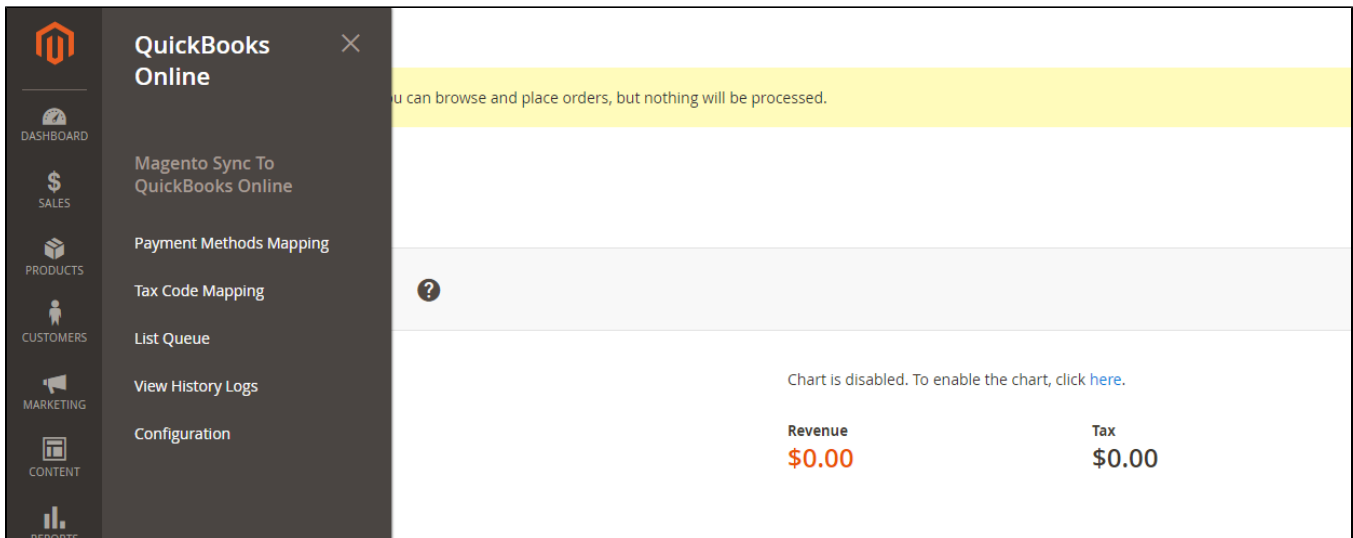 DASHBOARD
SALES
PRODUCTS
CUSTOMERS
MARKETING
CONTENT
REPORTS
QuickBooks
Online
Magento Sync To
QuickBooks Online
Payment Methods Mapping
Tax Code Mapping
List Queue
View History Logs
Configuration
can browse and place orders, but nothing will be processed.
?
Chart is disabled. To enable the chart, click here.
Revenue
$0.00
Tax
$0.00